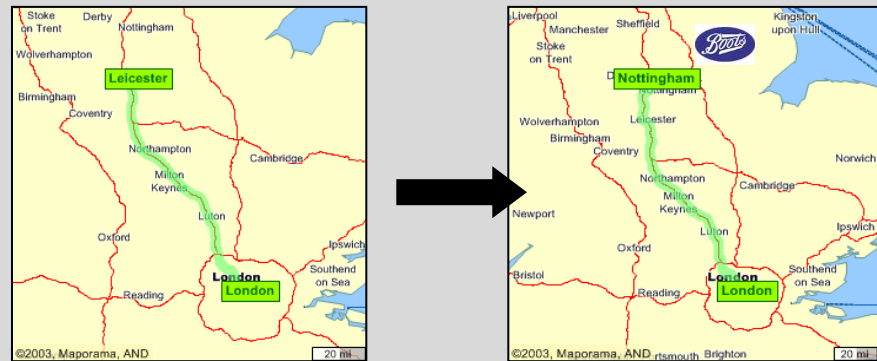 Stoke
on Trent
Derby
Nottingham
Wolverhampton
Leicester
Birmingham
Coventry
Northampton
Cambridge
Milton
Keynes
Luton
Oxford
Ipswich
London
London
Southend
on Sea
Reading
©2003, Maporama, AND
20 mi
Liverpool
Manchester
Sheffield
Kingston
upon Hull
Boots
Stoke
on Trent
Nottingham
D
Nottingham
Leicester
Wolverhampton
Birmingham
Coventry
Norwich
Northampton
Cambridge
Milton
Keynes
Newport
Luton
Ipswich
Oxford
London
London
Bristol
Southend
on Sea
Reading
©2003, Maporama, AND
rtsmouth
Brighton
20 mi